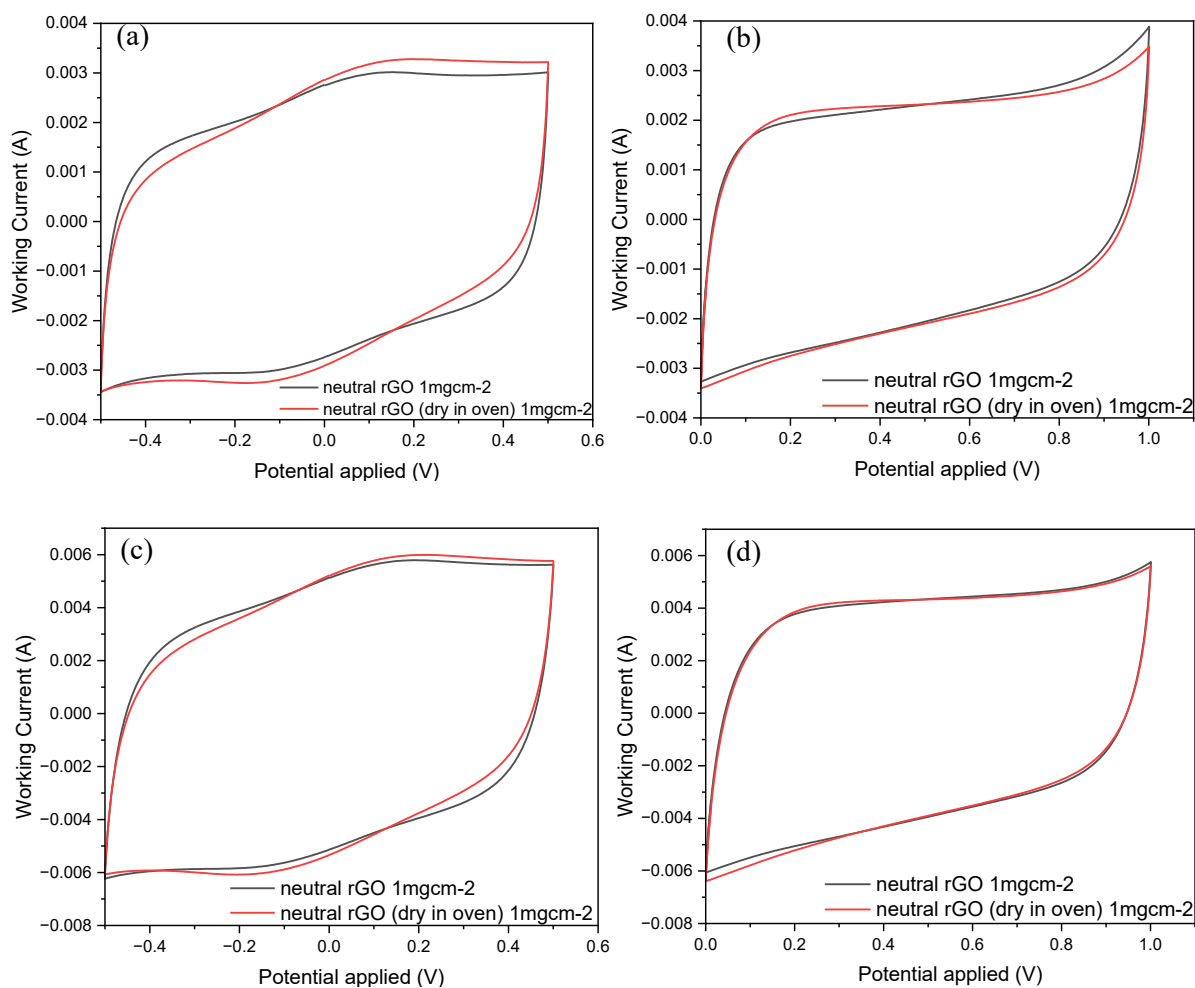 (a)
0.004
0.003
0.002
0.001
0.000
−0.001
−0.002
−0.003
−0.004
Working Current (A)
neutral rGO 1mgcm-2
neutral rGO (dry in oven) 1mgcm-2
−0.4
−0.2
0.0
0.2
0.4
0.6
Potential applied (V)
(b)
0.004
0.003
0.002
0.001
0.000
−0.001
−0.002
−0.003
−0.004
Working Current (A)
neutral rGO 1mgcm-2
neutral rGO (dry in oven) 1mgcm-2
0.0
0.2
0.4
0.6
0.8
1.0
Potential applied (V)
(c)
0.006
0.004
0.002
0.000
−0.002
−0.004
−0.006
−0.008
Working Current (A)
neutral rGO 1mgcm-2
neutral rGO (dry in oven) 1mgcm-2
−0.4
−0.2
0.0
0.2
0.4
0.6
Potential applied (V)
(d)
0.006
0.004
0.002
0.000
−0.002
−0.004
−0.006
−0.008
Working Current (A)
neutral rGO 1mgcm-2
neutral rGO (dry in oven) 1mgcm-2
0.0
0.2
0.4
0.6
0.8
1.0
Potential applied (V)